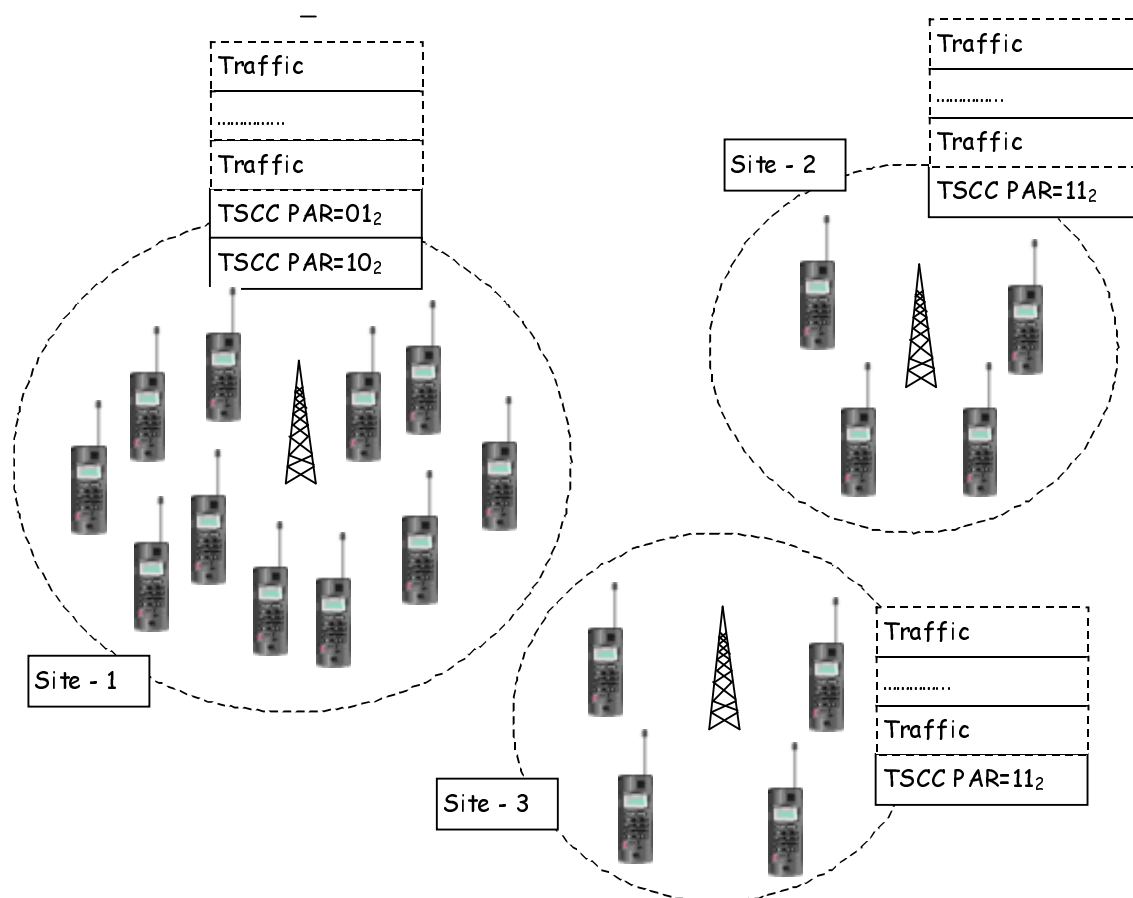 Traffic
...............
Traffic
TSCC PAR=01₂
TSCC PAR=10₂
Site - 1
Traffic
...............
Traffic
TSCC PAR=11₂
Site - 2
Traffic
...............
Traffic
TSCC PAR=11₂
Site - 3